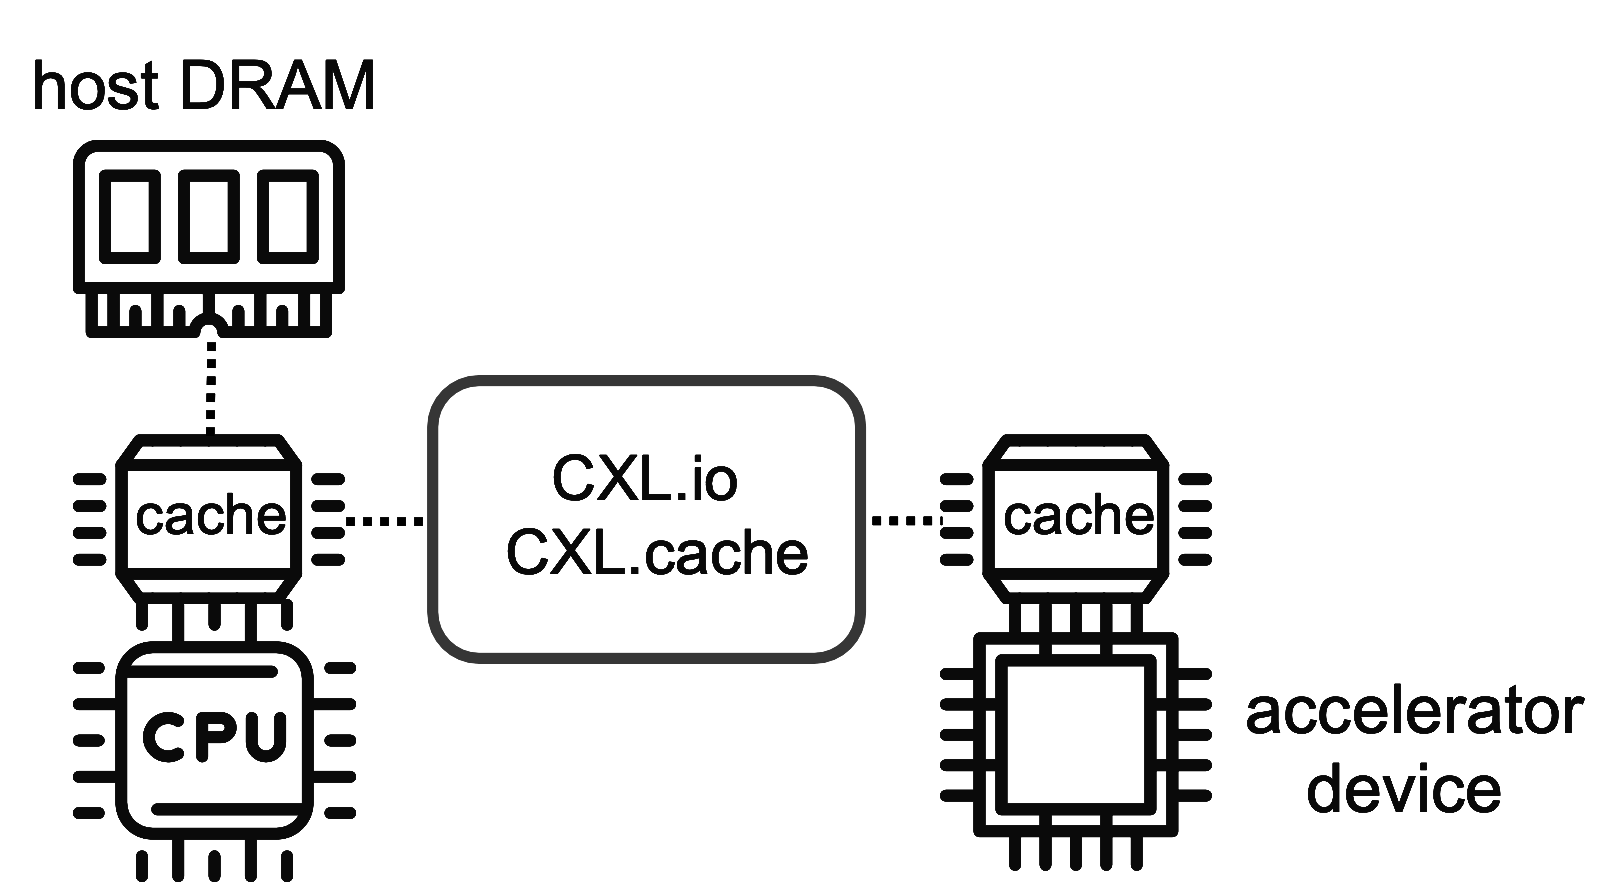 host DRAM
cache
CXL.io
CXL.cache
cache
CPU
accelerator
device